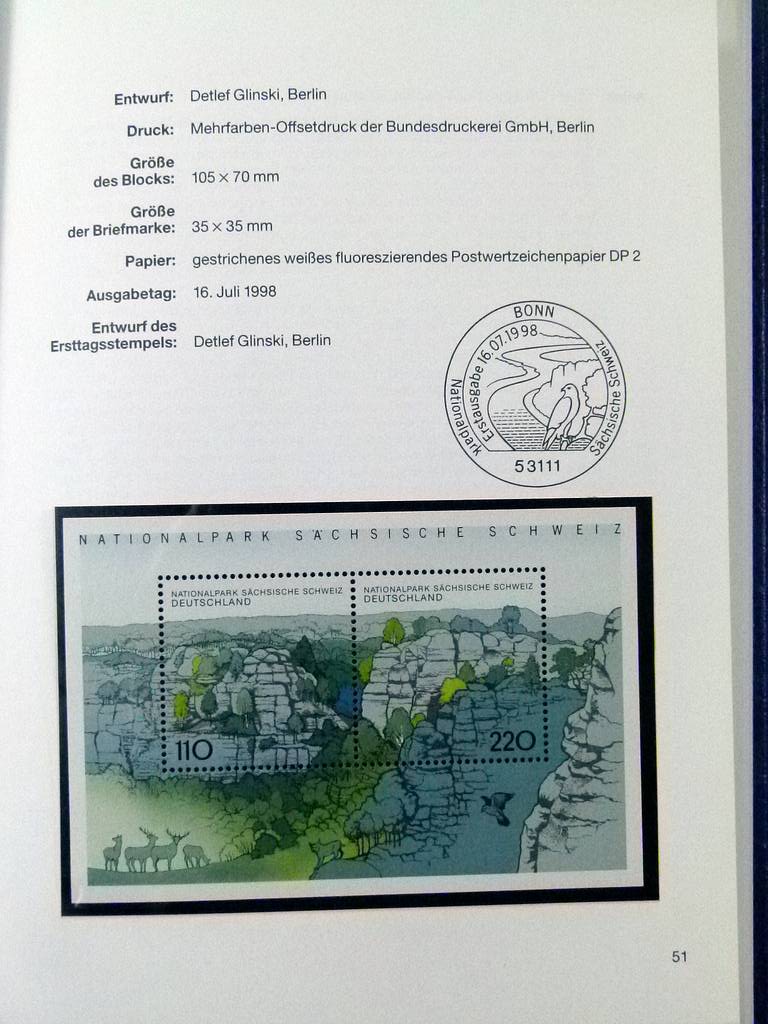 Entwurf: Detlef Glinski, Berlin
Druck: Mehrfarben-Offsetdruck der Bundesdruckerei GmbH, Berlin
Größe
des Blocks: 105 × 70 mm
Größe
der Briefmarke: 35 × 35 mm
Papier: gestrichenes weißes fluoreszierendes Postwertzeichenpapier DP 2
Ausgabetag: 16. Juli 1998
Entwurf des
Ersttagsstempels: Detlef Glinski, Berlin
BONN
Erstausgabe 16.07.1998
Nationalpark
Sächsische Schweiz
53111
NATIONALPARK SÄCHSISCHE SCHWEIZ
NATIONALPARK SÄCHSISCHE SCHWEIZ
DEUTSCHLAND
110
NATIONALPARK SÄCHSISCHE SCHWEIZ
DEUTSCHLAND
220
51